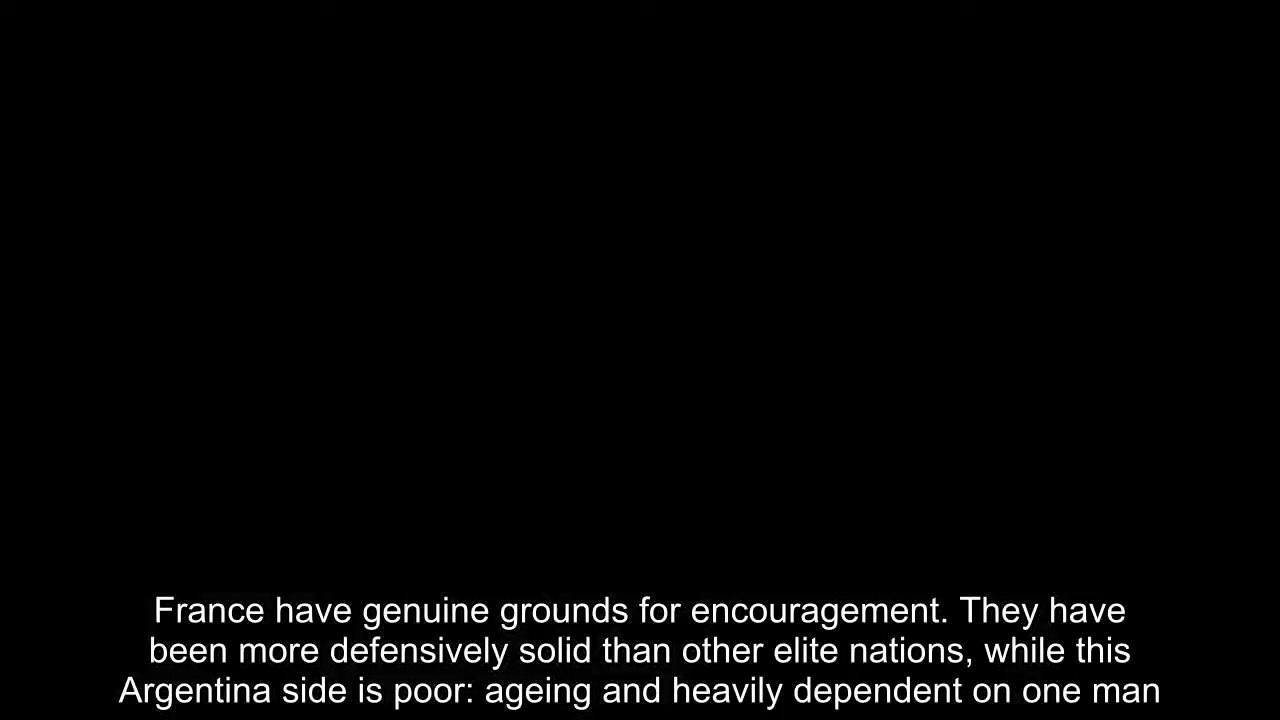 France have genuine grounds for encouragement. They have
been more defensively solid than other elite nations, while this
Argentina side is poor: ageing and heavily dependent on one man